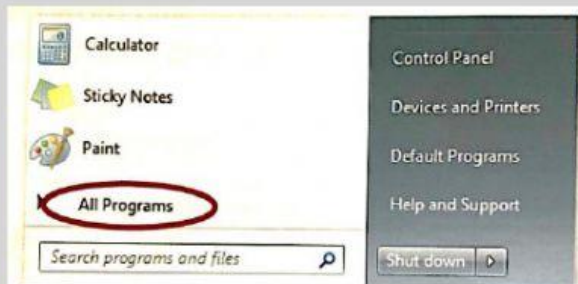 Calculator
Sticky Notes
Paint
All Programs
Search programs and files
Control Panel
Devices and Printers
Default Programs
Help and Support
Shut down